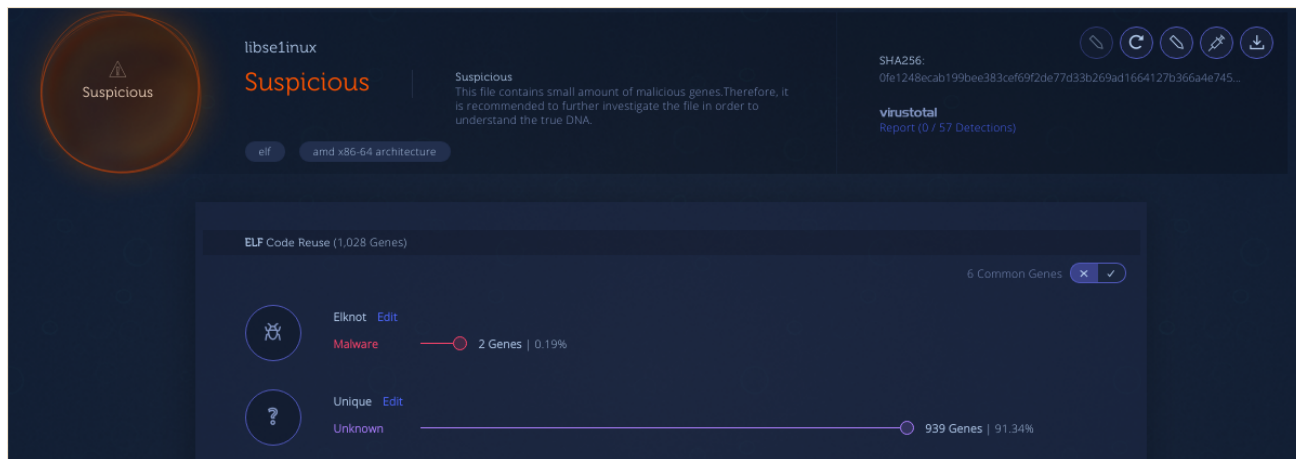 Suspicious
libse1inux
Suspicious
Suspicious
This file contains small amount of malicious genes.Therefore, it
is recommended to further investigate the file in order to
understand the true DNA.
elf
amd x86-64 architecture
SHA256:
0fe1248ecab199bee383cef69f2de77d33b269ad1664127b366a4e745...
virustotal
Report (0 / 57 Detections)
ELF Code Reuse (1,028 Genes)
6 Common Genes
Elknot Edit
Malware 2 Genes | 0.19%
Unique Edit
Unknown 939 Genes | 91.34%